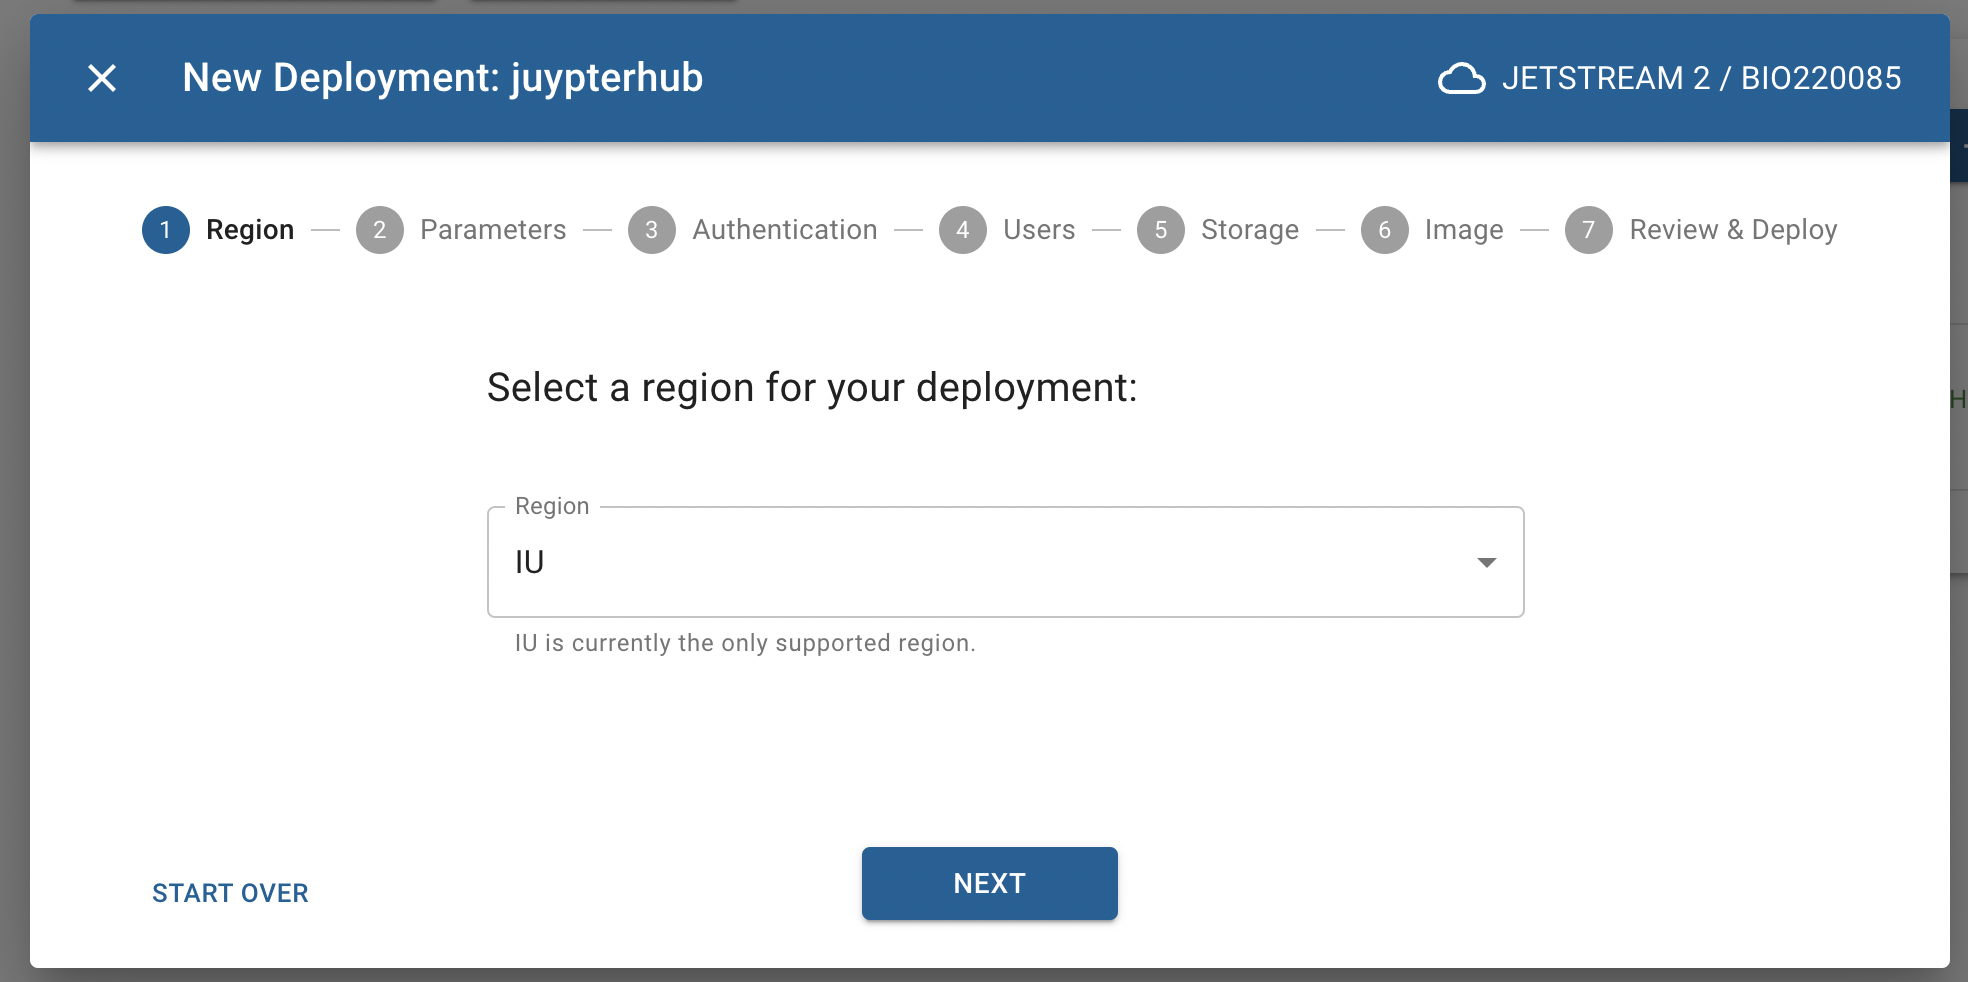 New Deployment: juypterhub
JETSTREAM 2 / BIO220085
1 Region
2 Parameters
3 Authentication
4 Users
5 Storage
6 Image
7 Review & Deploy
Select a region for your deployment:
Region
IU
IU is currently the only supported region.
START OVER
NEXT